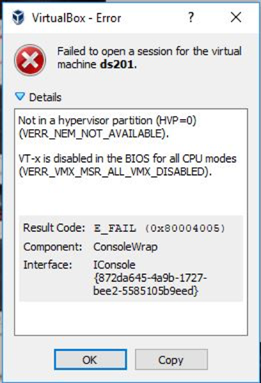 VirtualBox - Error
?
Failed to open a session for the virtual
machine ds201.
Details
Not in a hypervisor partition (HVP=0)
(VERR_NEM_NOT_AVAILABLE).
VT-x is disabled in the BIOS for all CPU modes
(VERR_VMX_MSR_ALL_VMX_DISABLED).
Result Code: E_FAIL (0x80004005)
Component: ConsoleWrap
Interface: IConsole
{872da645-4a9b-1727-
bee2-5585105b9eed}
OK Copy